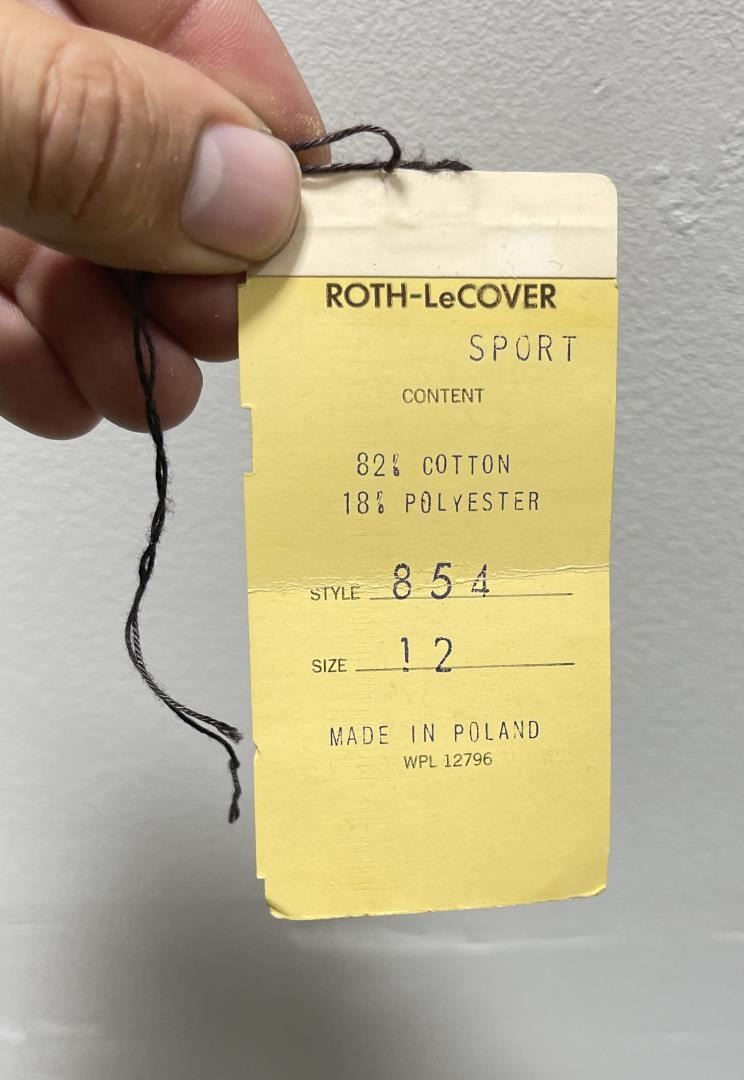 ROTH-LeCOVER
SPORT
CONTENT
82% COTTON
18% POLYESTER
STYLE 854
SIZE 12
MADE IN POLAND
WPL 12796